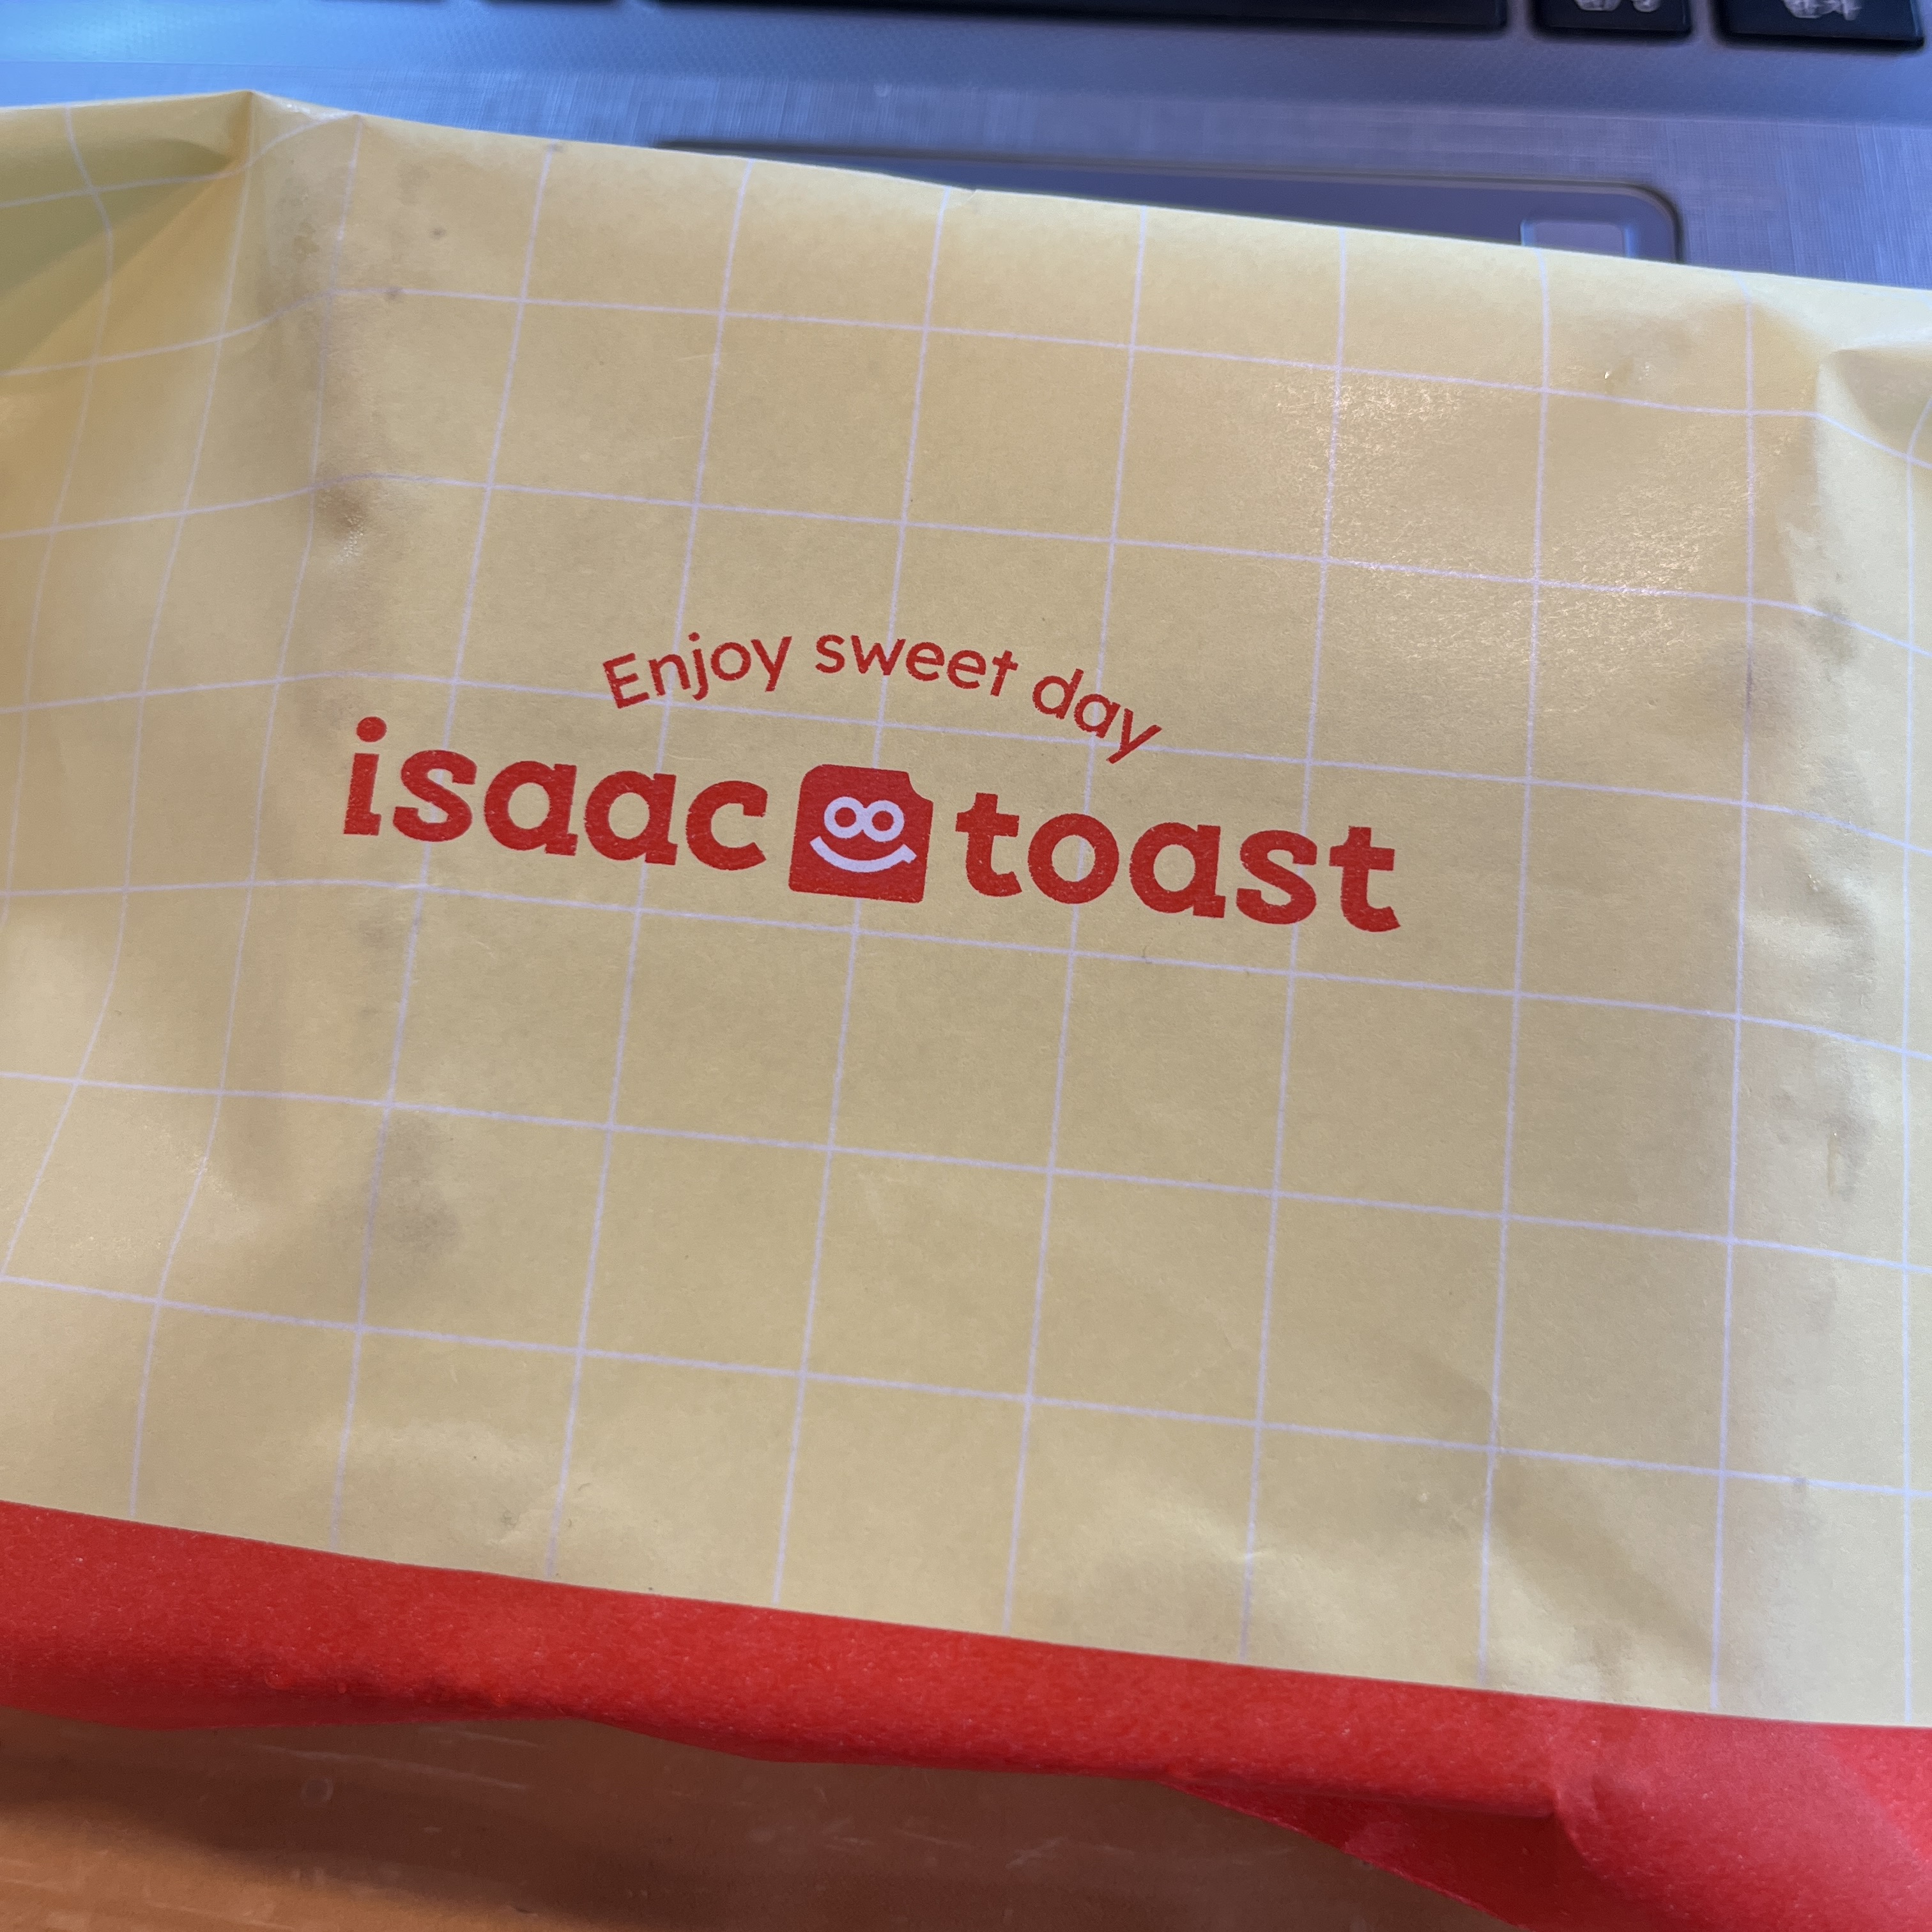 Enjoy sweet day
isaac toast